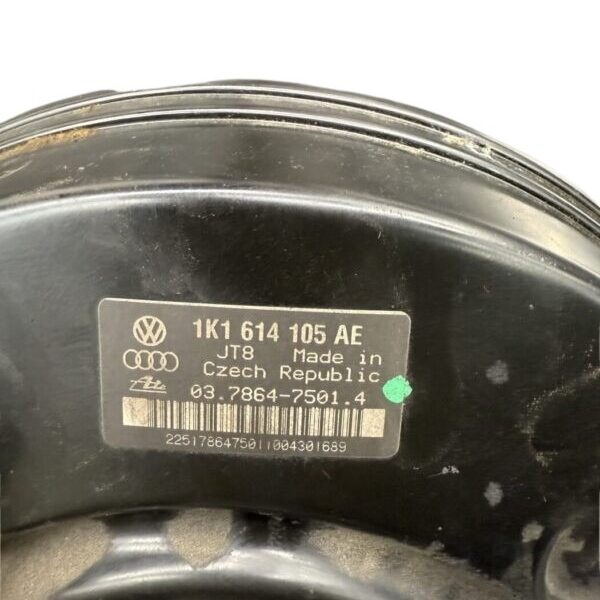 1K1 614 105 AE
JT8 Made in
Czech Republic
03.7864-7501.4
2251786475011004301689